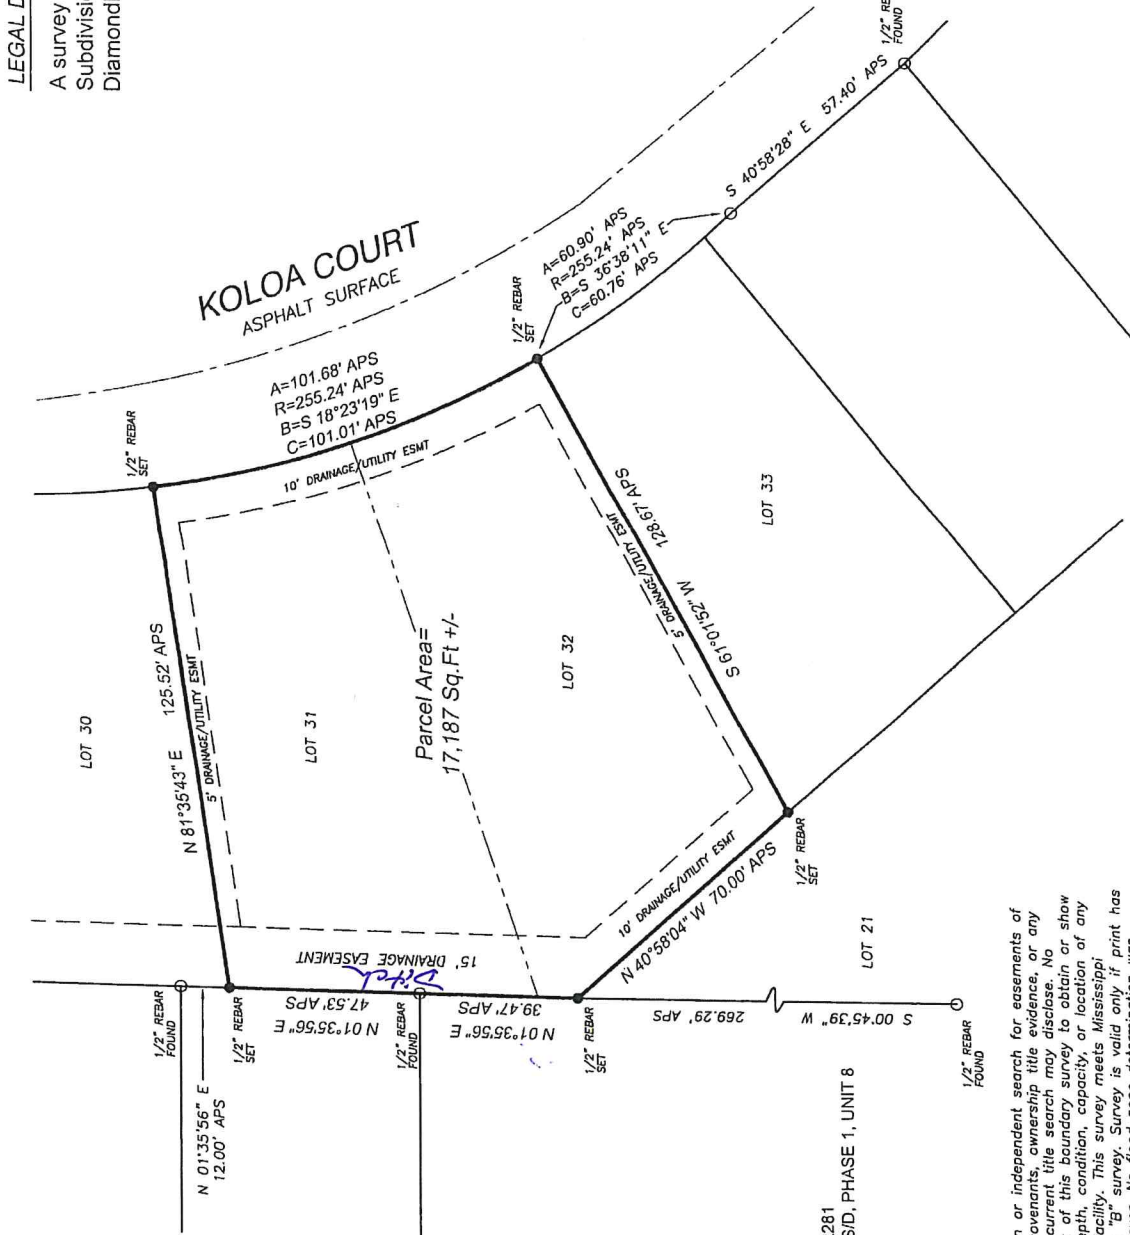 LEGAL D
A survey
Subdivisi
Diamond
KOLOA COURT
ASPHALT SURFACE
1/2" REBAR
FOUND
S 40°58'28" E 57.40' APS
A=60.90' APS
R=255.24' APS
B=S 36°38'11" E
C=60.76' APS
1/2" REBAR
SET
A=101.68' APS
R=255.24' APS
B=S 18°23'19" E
C=101.01' APS
1/2" REBAR
SET
10' DRAINAGE/UTILITY ESMT
LOT 30
N 81°35'43" E 125.52' APS
5' DRAINAGE/UTILITY ESMT
LOT 31
Parcel Area=
17,187 Sq.Ft +/-
LOT 32
5' DRAINAGE/UTILITY ESMT
S 61°01'52" W 128.67' APS
LOT 33
15' DRAINAGE EASEMENT
Ditch
10' DRAINAGE/UTILITY ESMT
N 40°58'04" W 70.00' APS
1/2" REBAR
SET
LOT 21
1/2" REBAR
FOUND
N 01°35'56" E
12.00' APS
1/2" REBAR
SET
N 01°35'56" E
47.53' APS
1/2" REBAR
FOUND
N 01°35'56" E
39.47' APS
1/2" REBAR
SET
S 00°45'39" W 269.29' APS
1/2" REBAR
FOUND
281
S/D, PHASE 1, UNIT 8
n or independent search for easements of
ovenants, ownership title evidence, or any
current title search may disclose. No
of this boundary survey to obtain or show
epth, condition, capacity, or location of any
acility. This survey meets Mississippi
"B" survey. Survey is valid only if print has
No flood zone determination was